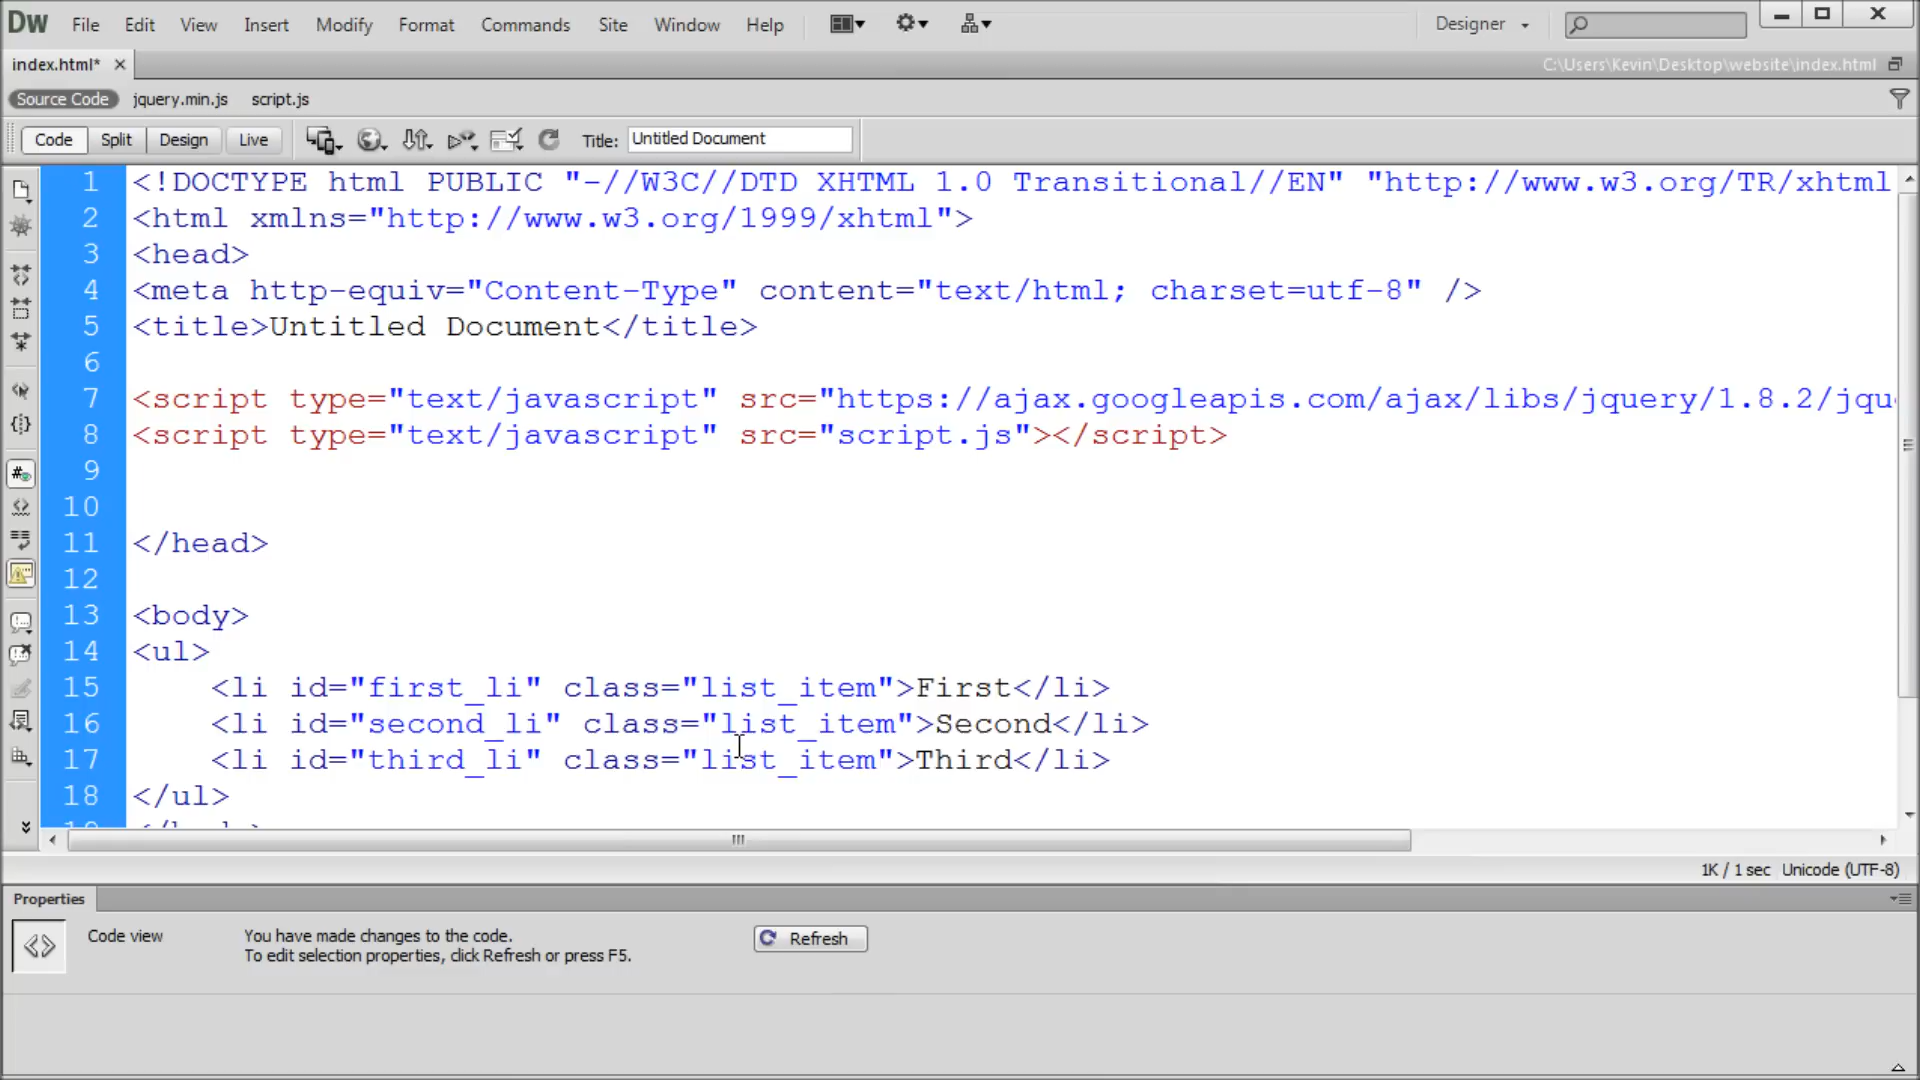 Dw File Edit View Insert Modify Format Commands Site Window Help Designer
index.html* C:\Users\Kevin\Desktop\website\index.html
Source Code jquery.min.js script.js
Code Split Design Live Title: Untitled Document
1 <!DOCTYPE html PUBLIC "-//W3C//DTD XHTML 1.0 Transitional//EN" "http://www.w3.org/TR/xhtml
2 <html xmlns="http://www.w3.org/1999/xhtml">
3 <head>
4 <meta http-equiv="Content-Type" content="text/html; charset=utf-8" />
5 <title>Untitled Document</title>
6
7 <script type="text/javascript" src="https://ajax.googleapis.com/ajax/libs/jquery/1.8.2/jqu
8 <script type="text/javascript" src="script.js"></script>
9
10
11 </head>
12
13 <body>
14 <ul>
15 <li id="first_li" class="list_item">First</li>
16 <li id="second_li" class="list_item">Second</li>
17 <li id="third_li" class="list_item">Third</li>
18 </ul>
1K / 1 sec Unicode (UTF-8)
Properties
Code view You have made changes to the code. Refresh
To edit selection properties, click Refresh or press F5.